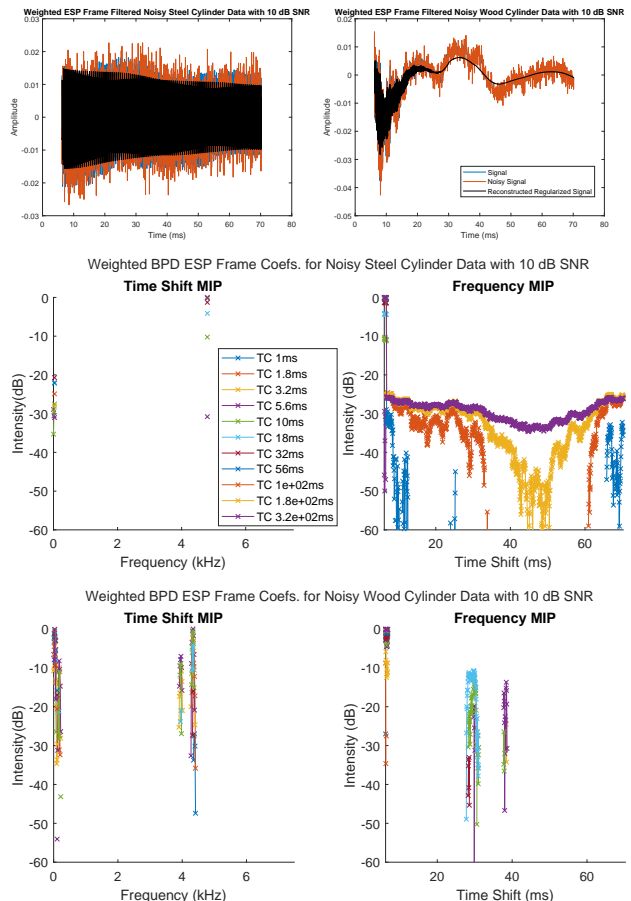 Weighted ESP Frame Filtered Noisy Steel Cylinder Data with 10 dB SNR
0.03
0.02
0.01
0
-0.01
-0.02
-0.03
Amplitude
0 10 20 30 40 50 60 70 80
Time (ms)
Weighted ESP Frame Filtered Noisy Wood Cylinder Data with 10 dB SNR
0.02
0.01
0
-0.01
-0.02
-0.03
-0.04
-0.05
Amplitude
Signal
Noisy Signal
Reconstructed Regularized Signal
0 10 20 30 40 50 60 70 80
Time (ms)
Weighted BPD ESP Frame Coefs. for Noisy Steel Cylinder Data with 10 dB SNR
Time Shift MIP
0
-10
-20
-30
-40
-50
-60
Intensity(dB)
TC 1ms
TC 1.8ms
TC 3.2ms
TC 5.6ms
TC 10ms
TC 18ms
TC 32ms
TC 56ms
TC 1e+02ms
TC 1.8e+02ms
TC 3.2e+02ms
0 2 4 6
Frequency (kHz)
Frequency MIP
0
-10
-20
-30
-40
-50
-60
Intensity (dB)
20 40 60
Time Shift (ms)
Weighted BPD ESP Frame Coefs. for Noisy Wood Cylinder Data with 10 dB SNR
Time Shift MIP
0
-10
-20
-30
-40
-50
-60
Intensity(dB)
0 2 4 6
Frequency (kHz)
Frequency MIP
0
-10
-20
-30
-40
-50
-60
Intensity (dB)
20 40 60
Time Shift (ms)